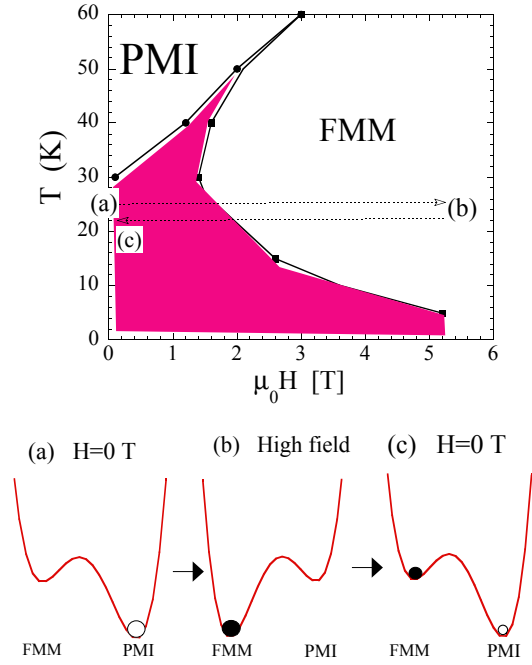 60
PMI
50
40
FMM
T (K)
30
(a)
(b)
20
(c)
10
0
0 1 2 3 4 5 6
μ₀H [T]
(a) H=0 T
(b) High field
(c) H=0 T
FMM PMI
FMM PMI
FMM PMI